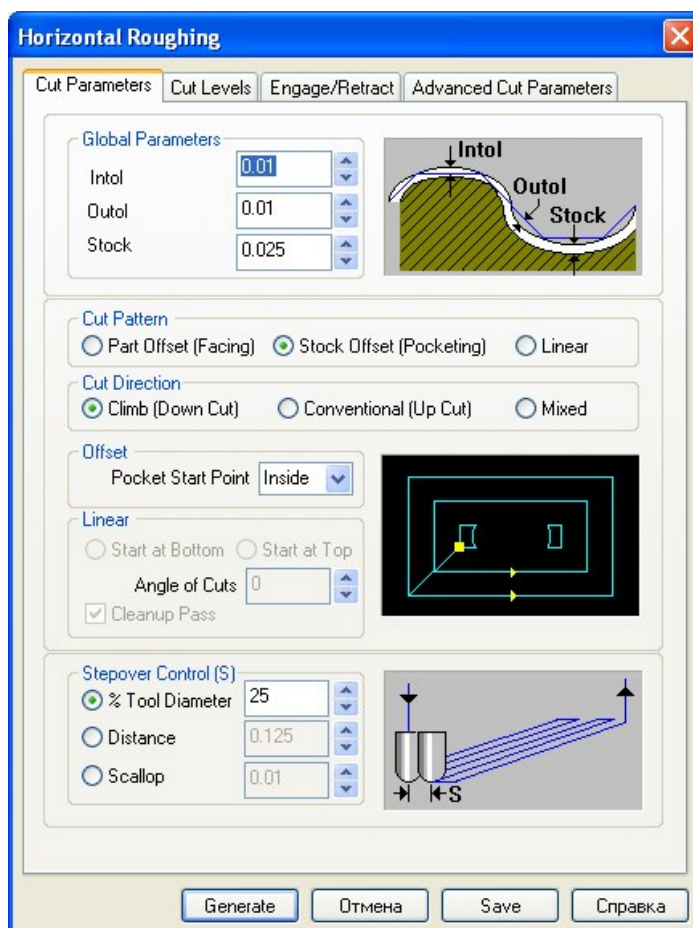 Horizontal Roughing
Cut Parameters Cut Levels Engage/Retract Advanced Cut Parameters
Global Parameters
Intol 0.01
Outol 0.01
Stock 0.025
Intol
Outol
Stock
Cut Pattern
Part Offset (Facing) Stock Offset (Pocketing) Linear
Cut Direction
Climb (Down Cut) Conventional (Up Cut) Mixed
Offset
Pocket Start Point Inside
Linear
Start at Bottom Start at Top
Angle of Cuts 0
Cleanup Pass
Stepover Control (S)
% Tool Diameter 25
Distance 0.125
Scallop 0.01
S
Generate Отмена Save Справка